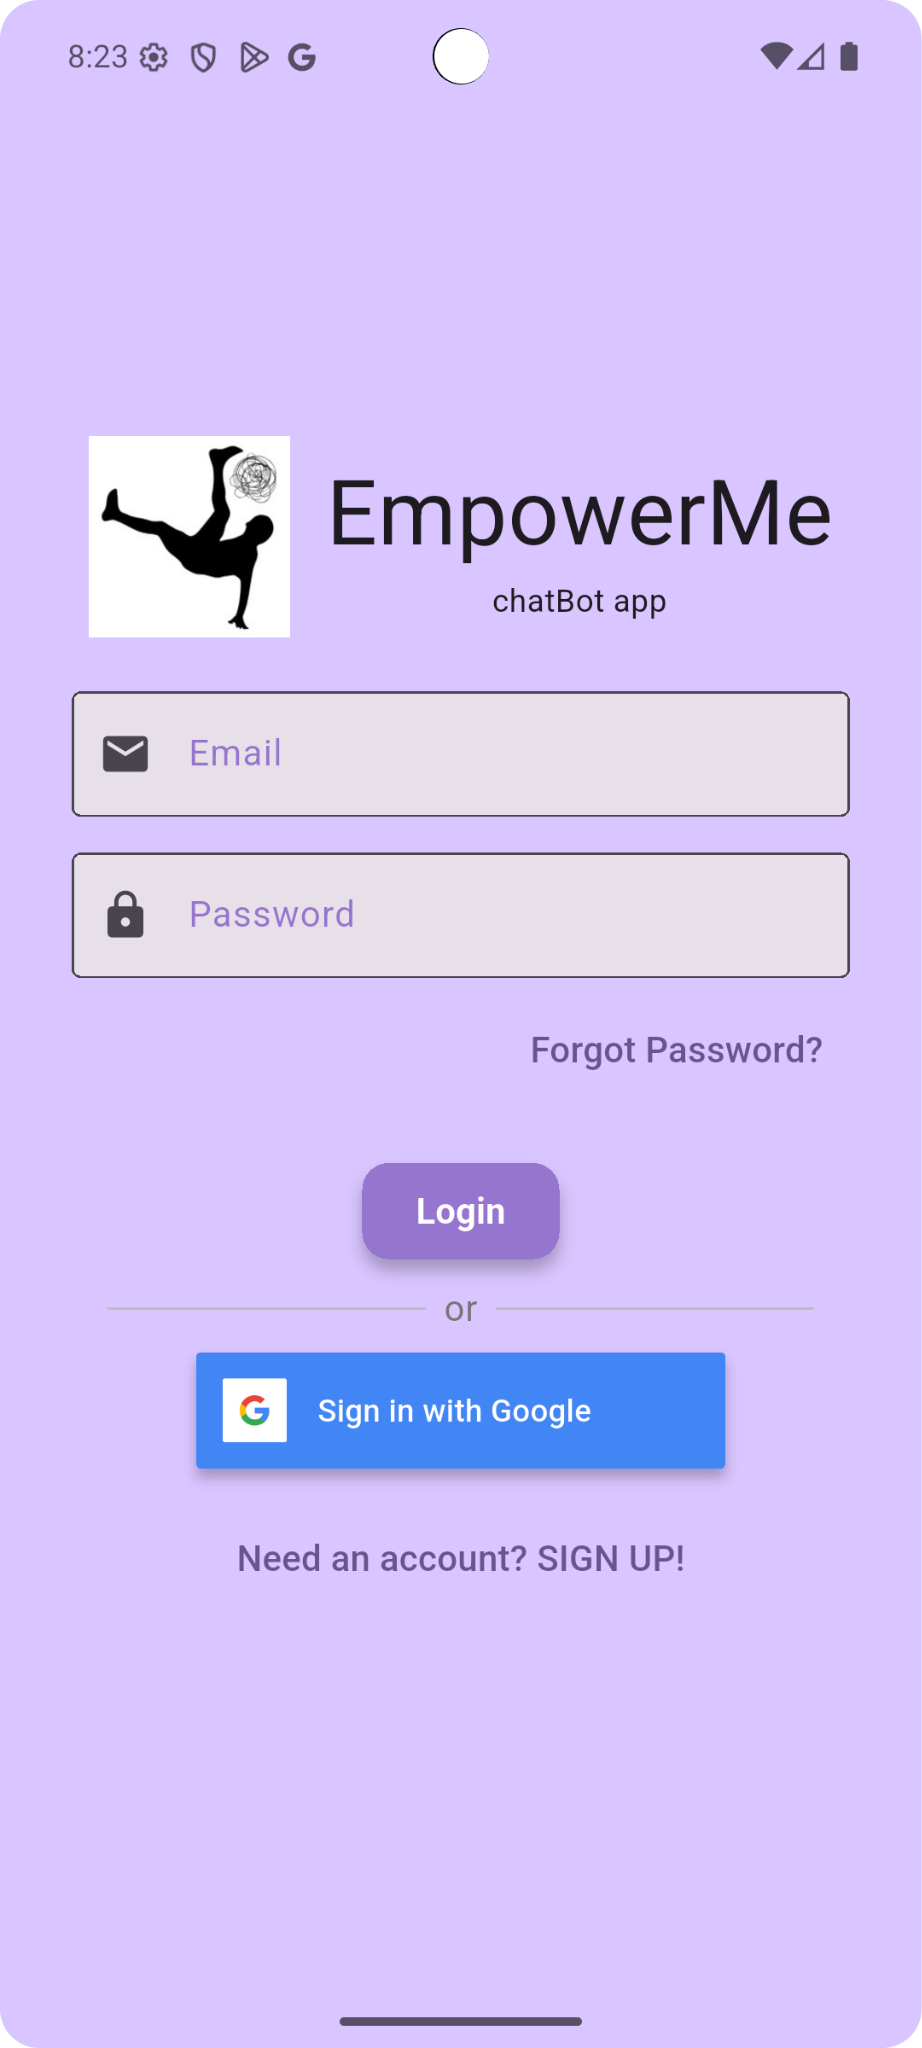 8:23
EmpowerMe
chatBot app
Email
Password
Forgot Password?
Login
or
Sign in with Google
Need an account? SIGN UP!